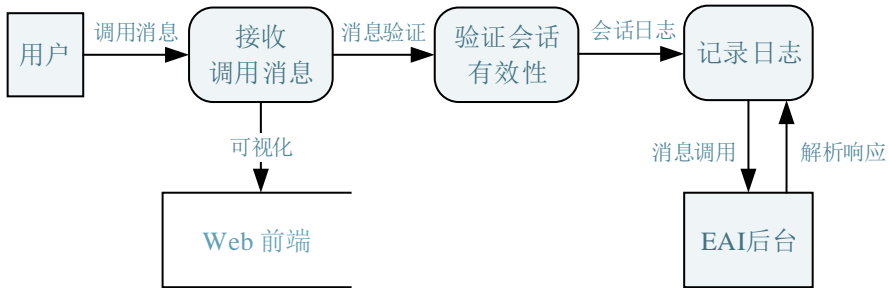 用户
调用消息
接收
调用消息
消息验证
验证会话
有效性
会话日志
记录日志
可视化
消息调用
解析响应
Web 前端
EAI后台